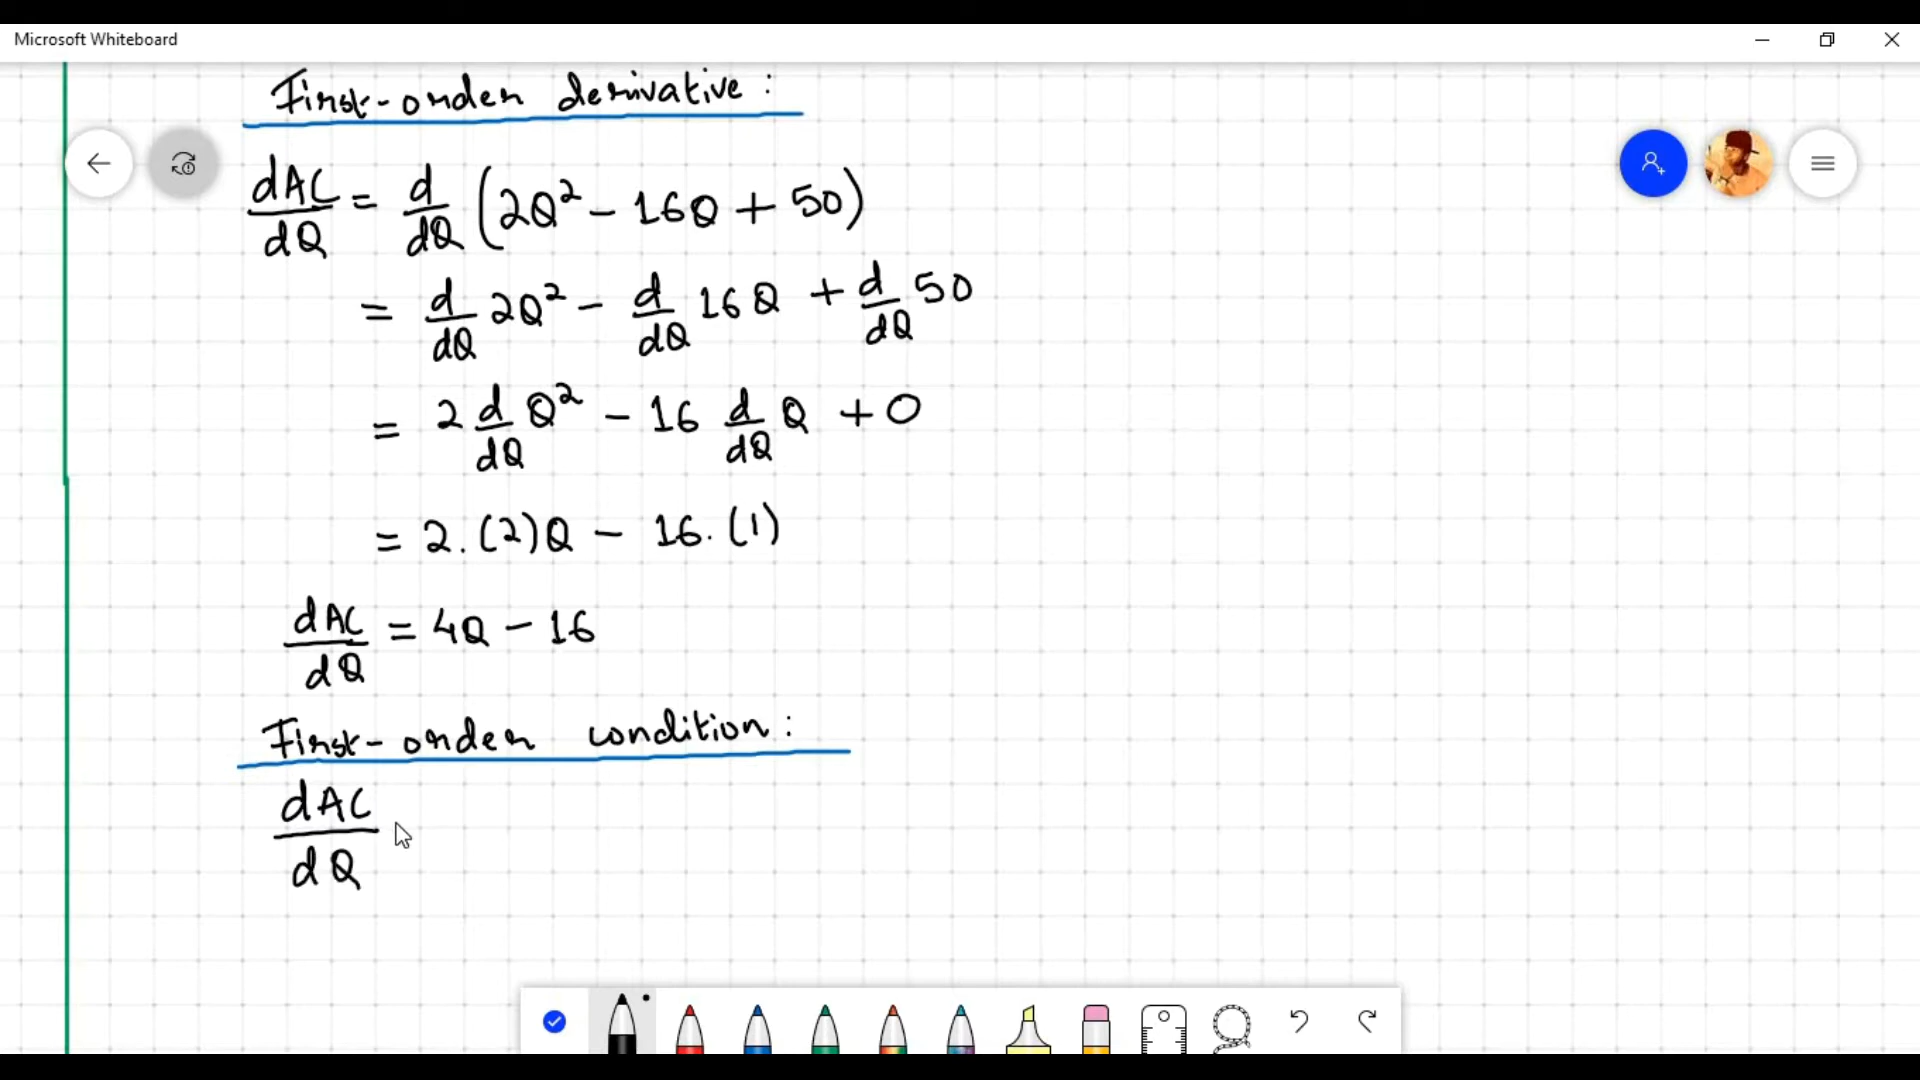 Microsoft Whiteboard
First-order derivative:
dAC/dQ = d/dQ (2Q² - 16Q + 50)
= d/dQ 2Q² - d/dQ 16Q + d/dQ 50
= 2 d/dQ Q² - 16 d/dQ Q + 0
= 2.(2)Q - 16.(1)
dAC/dQ = 4Q - 16
First-order condition:
dAC/dQ